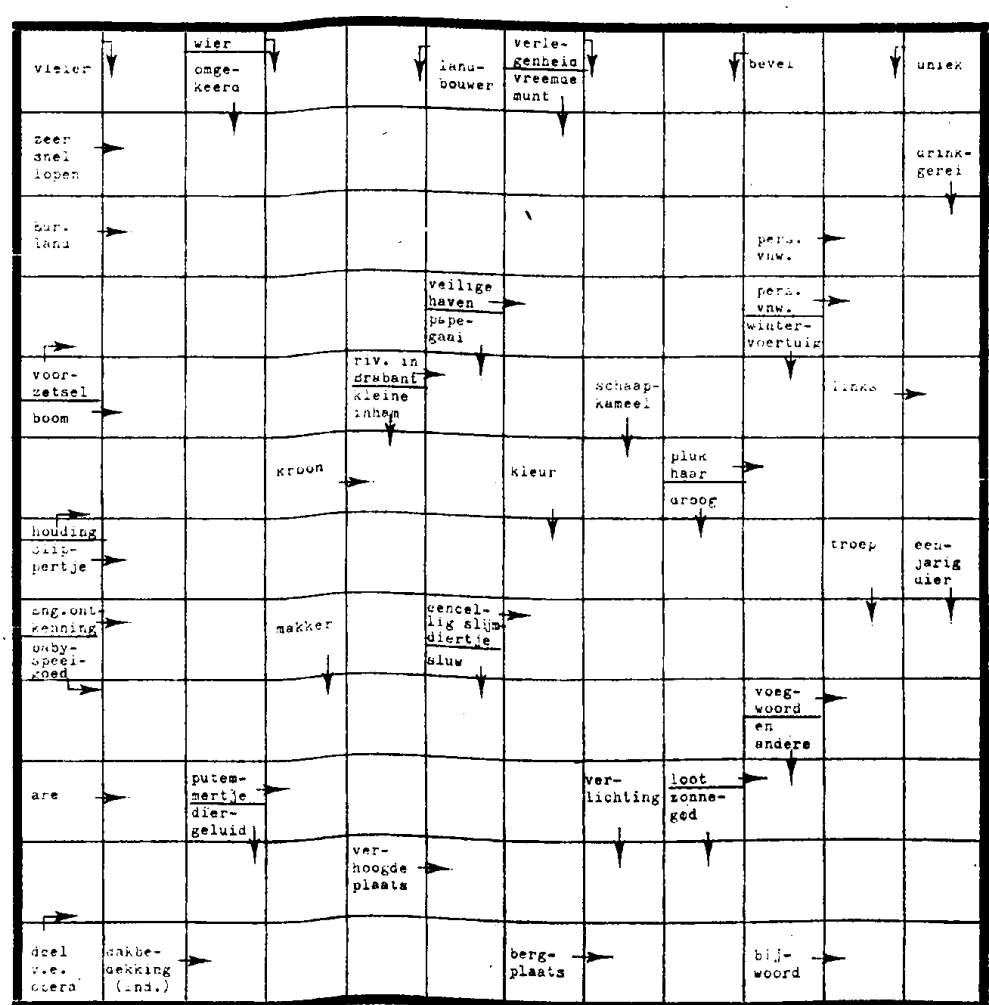 vleier
wier
omge-
keerd
land-
bouwer
verle-
genheid
vreemde
munt
bevel
uniek
zeer
snel
lopen
drink-
gerei
Eur.
land
pers.
vnw.
veilige
haven
pape-
gaai
pers.
vnw.
winter-
voertuig
voor-
zetsel
boom
riv. in
Brabant
kleine
inham
schaap-
kameel
links
kroon
kleur
pluk
haar
droog
houding
slip-
pertje
troep
een-
jarig
dier
Eng.ont-
kenning
baby-
speel-
goed
makker
eencel-
lig slijm-
diertje
sluw
voeg-
woord
en
andere
are
putem-
mertje
dier-
geluid
ver-
lichting
loot
zonne-
god
ver-
hoogde
plaats
deel
v.e.
opera
dakbe-
dekking
(ind.)
berg-
plaats
bij-
woord